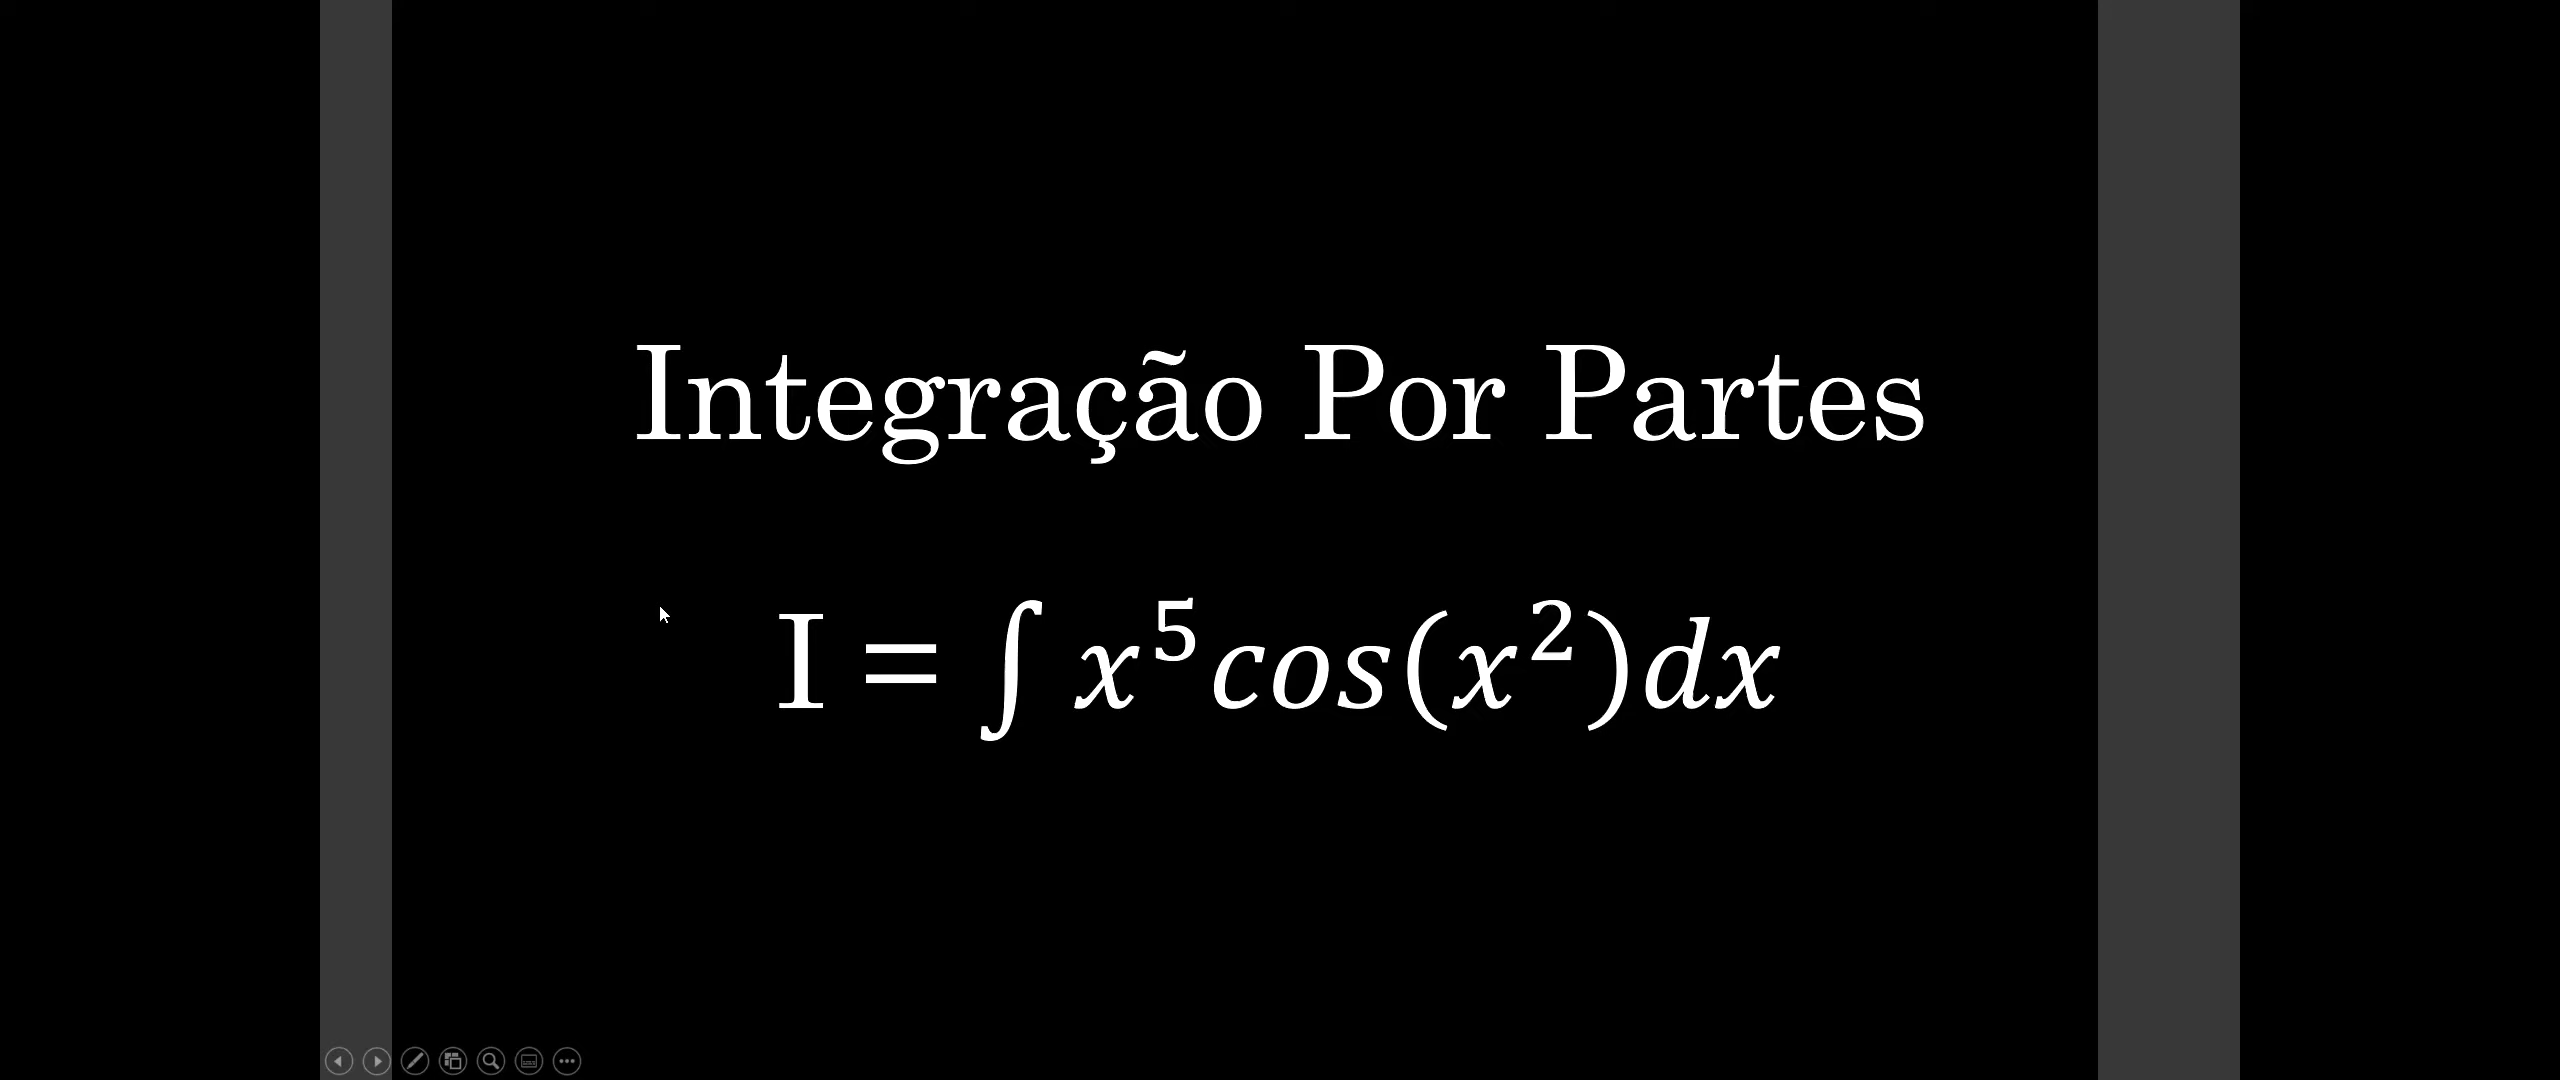 Integração Por Partes
I = ∫ x⁵cos(x²)dx